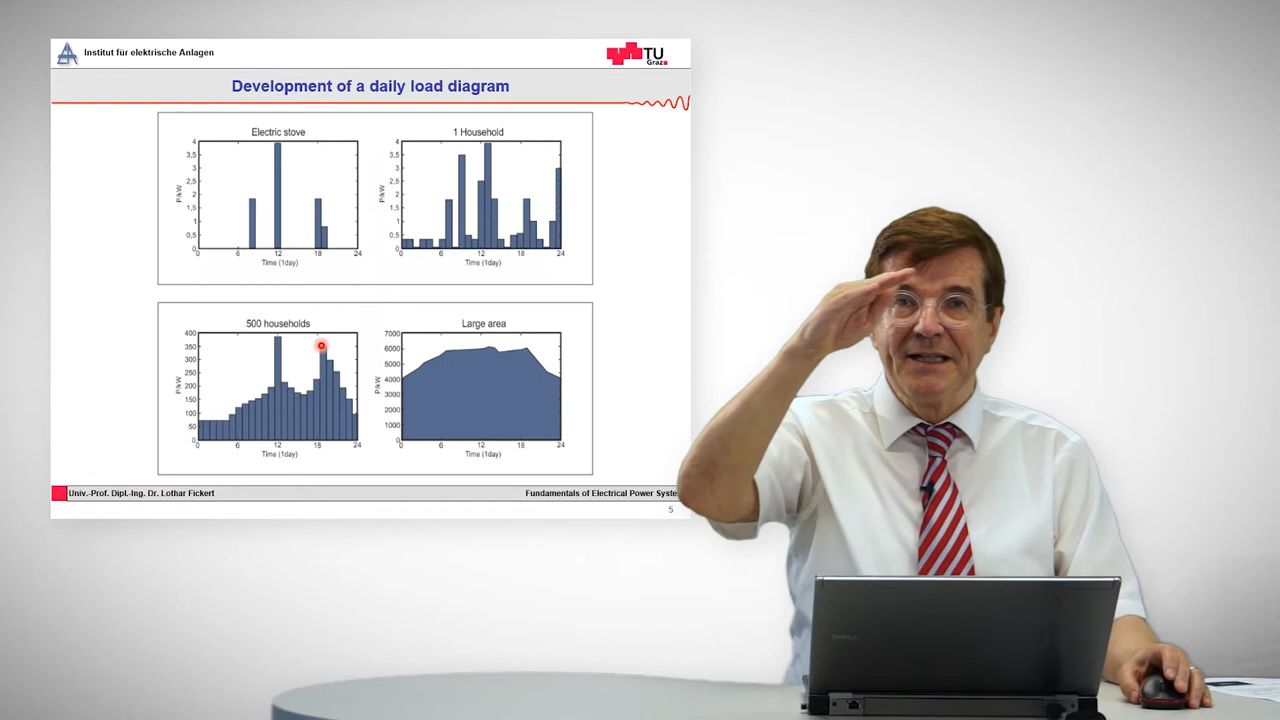 Institut für elektrische Anlagen
TU
Graz
Development of a daily load diagram
Electric stove
4
3,5
3
2,5
2
1,5
1
0,5
P/kW
0
6
12
18
24
Time (1day)
1 Household
4
3,5
3
2,5
2
1,5
1
0,5
P/kW
0
6
12
18
24
Time (1day)
500 households
400
350
300
250
200
150
100
50
0
P/kW
0
6
12
18
24
Time (1day)
Large area
7000
6000
5000
4000
3000
2000
1000
0
P/kW
0
6
12
18
24
Time (1day)
Univ.-Prof. Dipl.-Ing. Dr. Lothar Fickert
Fundamentals of Electrical Power Syste
5
DELL